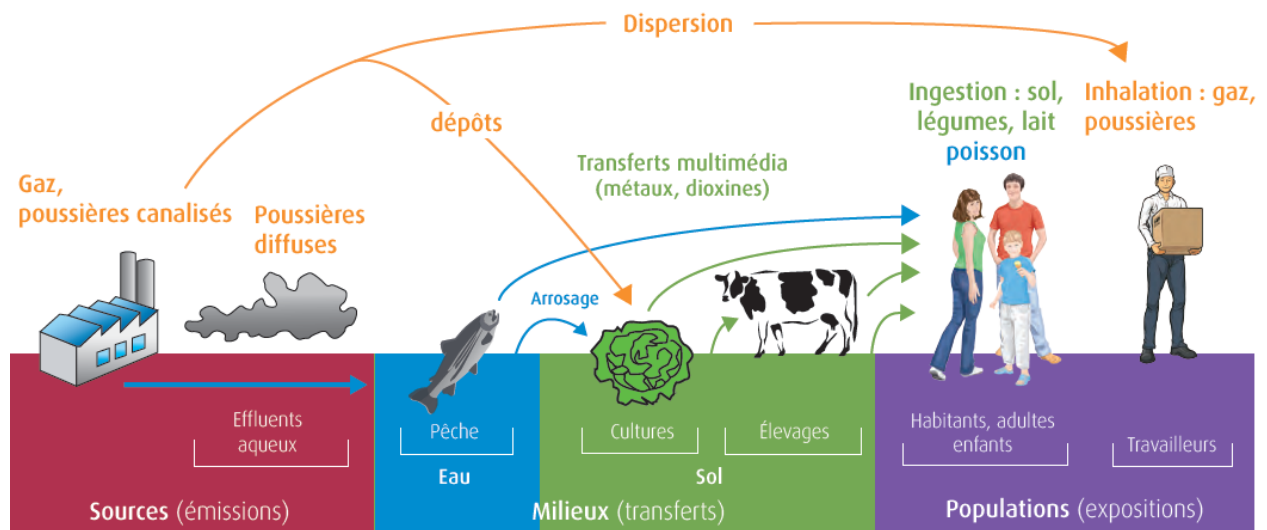 Dispersion
dépôts
Ingestion : sol,
légumes, lait
poisson
Inhalation : gaz,
poussières
Transferts multimédia
(métaux, dioxines)
Gaz,
poussières canalisés
Poussières
diffuses
Arrosage
Effluents
aqueux
Pêche
Cultures
Élevages
Habitants, adultes
enfants
Travailleurs
Eau
Sol
Sources (émissions)
Milieux (transferts)
Populations (expositions)